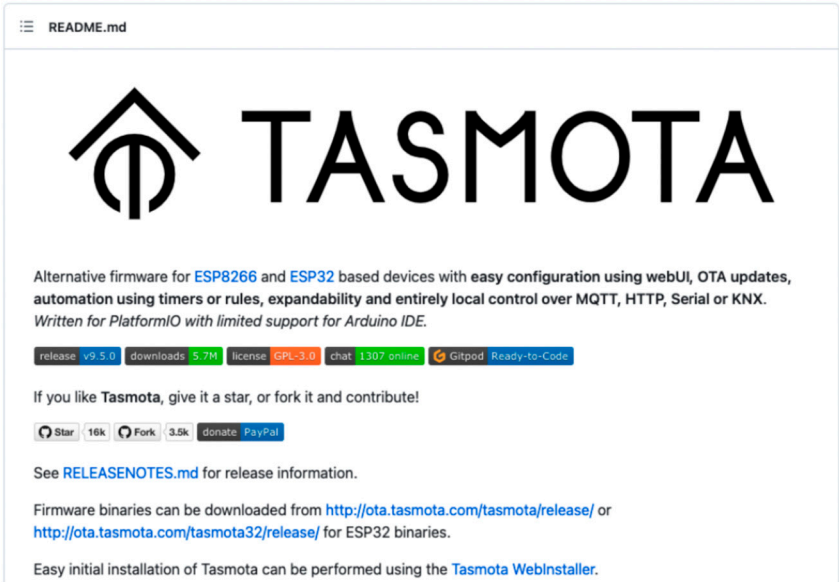 README.md
TASMOTA
Alternative firmware for ESP8266 and ESP32 based devices with easy configuration using webUI, OTA updates,
automation using timers or rules, expandability and entirely local control over MQTT, HTTP, Serial or KNX.
Written for PlatformIO with limited support for Arduino IDE.
release v9.5.0 downloads 5.7M license GPL-3.0 chat 1307 online Gitpod Ready-to-Code
If you like Tasmota, give it a star, or fork it and contribute!
Star 16k Fork 3.5k donate PayPal
See RELEASENOTES.md for release information.
Firmware binaries can be downloaded from http://ota.tasmota.com/tasmota/release/ or
http://ota.tasmota.com/tasmota32/release/ for ESP32 binaries.
Easy initial installation of Tasmota can be performed using the Tasmota WebInstaller.